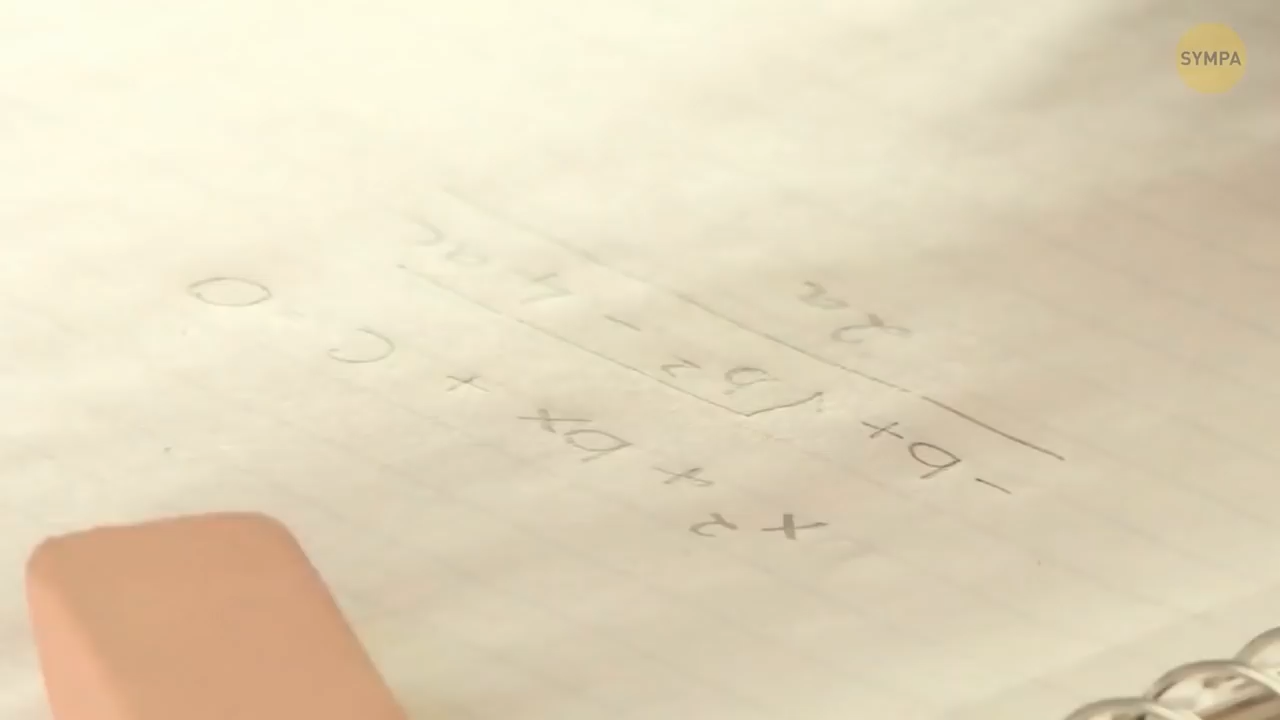 x² + bx + c 0
-b + √b² - 4ac
2a
SYMPA